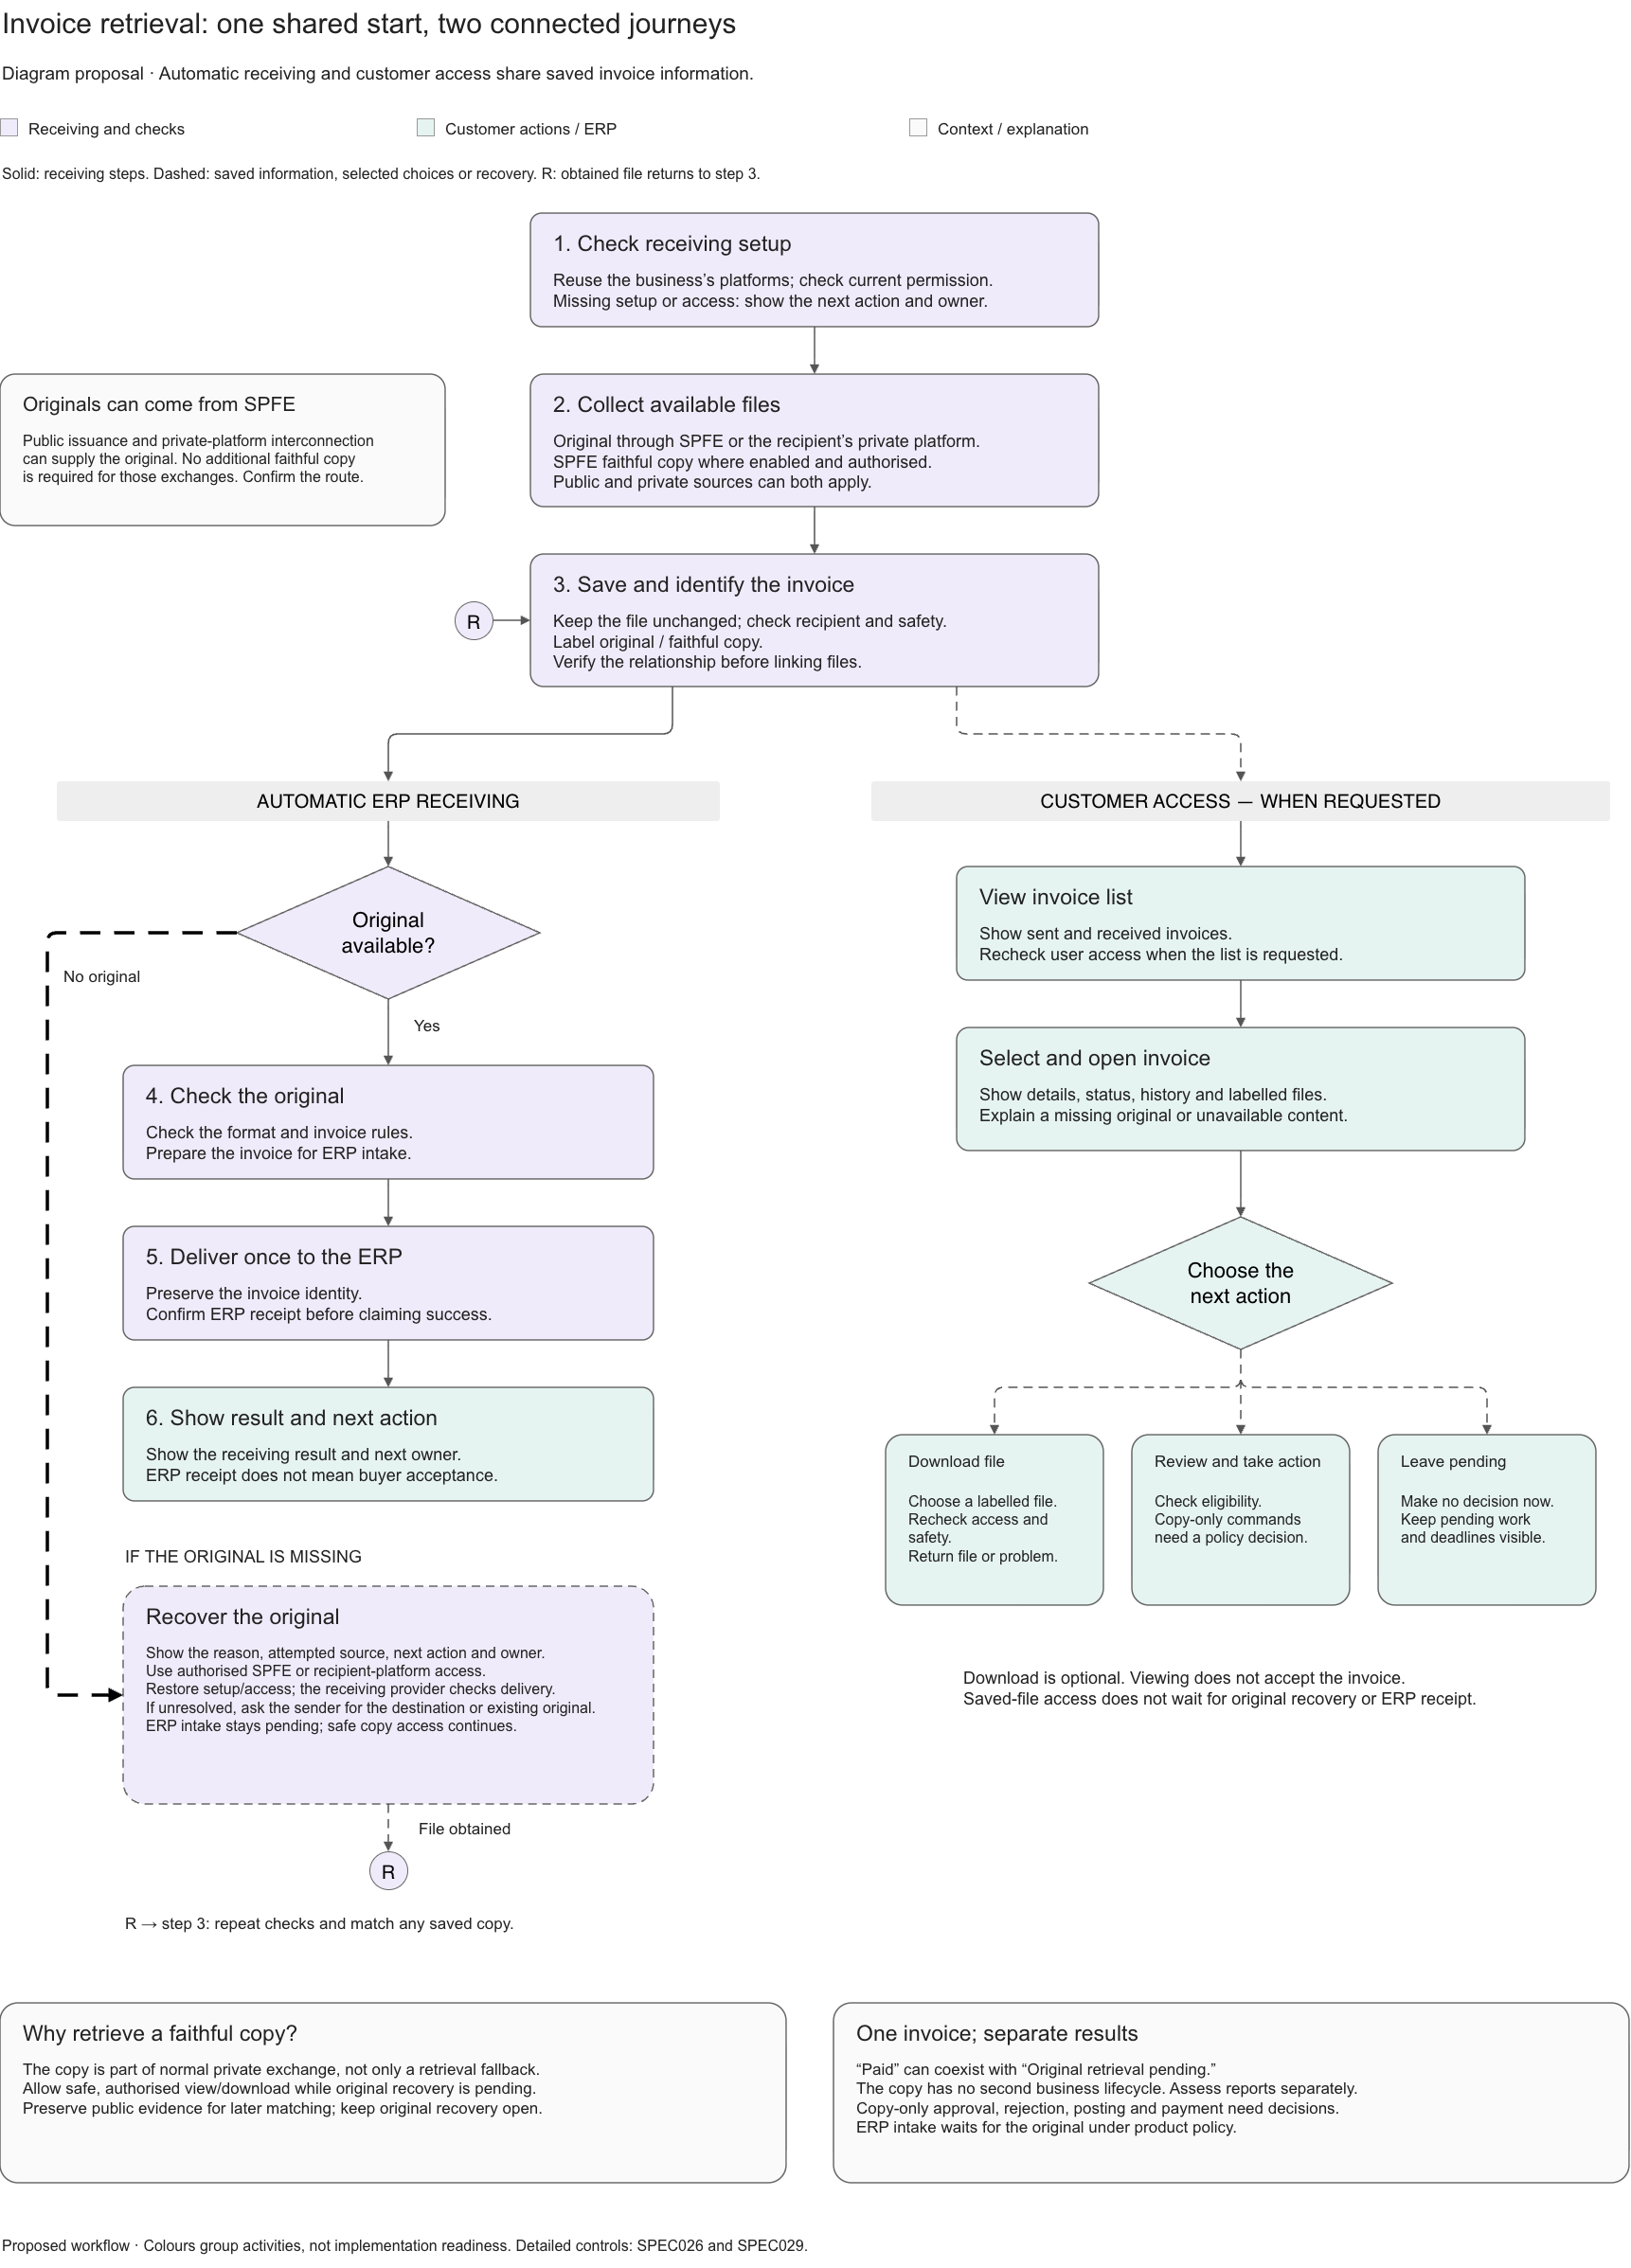 Invoice retrieval: one shared start, two connected journeys
Diagram proposal · Automatic receiving and customer access share saved invoice information.
Receiving and checks
Customer actions / ERP
Context / explanation
Solid: receiving steps. Dashed: saved information, selected choices or recovery. R: obtained file returns to step 3.
1. Check receiving setup
Reuse the business’s platforms; check current permission.
Missing setup or access: show the next action and owner.
Originals can come from SPFE
Public issuance and private-platform interconnection
can supply the original. No additional faithful copy
is required for those exchanges. Confirm the route.
2. Collect available files
Original through SPFE or the recipient’s private platform.
SPFE faithful copy where enabled and authorised.
Public and private sources can both apply.
R
3. Save and identify the invoice
Keep the file unchanged; check recipient and safety.
Label original / faithful copy.
Verify the relationship before linking files.
AUTOMATIC ERP RECEIVING
Original
available?
No original
Yes
4. Check the original
Check the format and invoice rules.
Prepare the invoice for ERP intake.
5. Deliver once to the ERP
Preserve the invoice identity.
Confirm ERP receipt before claiming success.
6. Show result and next action
Show the receiving result and next owner.
ERP receipt does not mean buyer acceptance.
IF THE ORIGINAL IS MISSING
Recover the original
Show the reason, attempted source, next action and owner.
Use authorised SPFE or recipient-platform access.
Restore setup/access; the receiving provider checks delivery.
If unresolved, ask the sender for the destination or existing original.
ERP intake stays pending; safe copy access continues.
File obtained
R
R → step 3: repeat checks and match any saved copy.
CUSTOMER ACCESS — WHEN REQUESTED
View invoice list
Show sent and received invoices.
Recheck user access when the list is requested.
Select and open invoice
Show details, status, history and labelled files.
Explain a missing original or unavailable content.
Choose the
next action
Download file
Choose a labelled file.
Recheck access and
safety.
Return file or problem.
Review and take action
Check eligibility.
Copy-only commands
need a policy decision.
Leave pending
Make no decision now.
Keep pending work
and deadlines visible.
Download is optional. Viewing does not accept the invoice.
Saved-file access does not wait for original recovery or ERP receipt.
Why retrieve a faithful copy?
The copy is part of normal private exchange, not only a retrieval fallback.
Allow safe, authorised view/download while original recovery is pending.
Preserve public evidence for later matching; keep original recovery open.
One invoice; separate results
“Paid” can coexist with “Original retrieval pending.”
The copy has no second business lifecycle. Assess reports separately.
Copy-only approval, rejection, posting and payment need decisions.
ERP intake waits for the original under product policy.
Proposed workflow · Colours group activities, not implementation readiness. Detailed controls: SPEC026 and SPEC029.